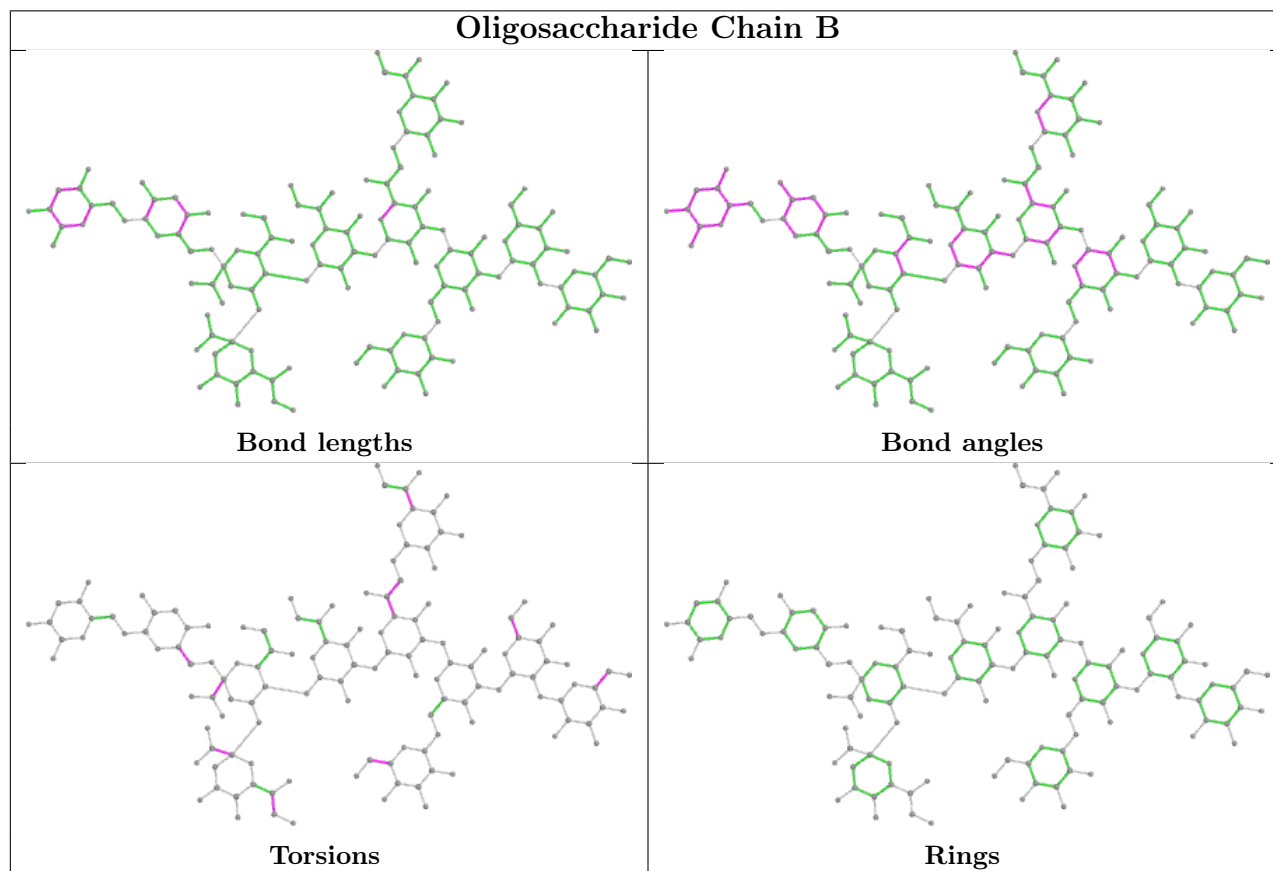 Oligosaccharide Chain B
Bond lengths
Bond angles
Torsions
Rings